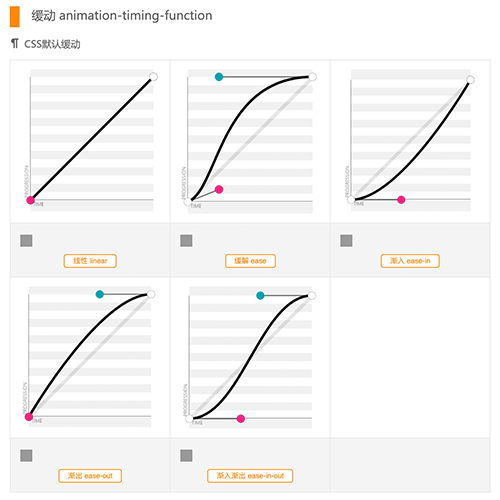 缓动 animation-timing-function
¶ CSS默认缓动
PROGRESSION
TIME
PROGRESSION
TIME
PROGRESSION
TIME
线性 linear
缓解 ease
渐入 ease-in
PROGRESSION
TIME
PROGRESSION
TIME
渐出 ease-out
渐入渐出 ease-in-out